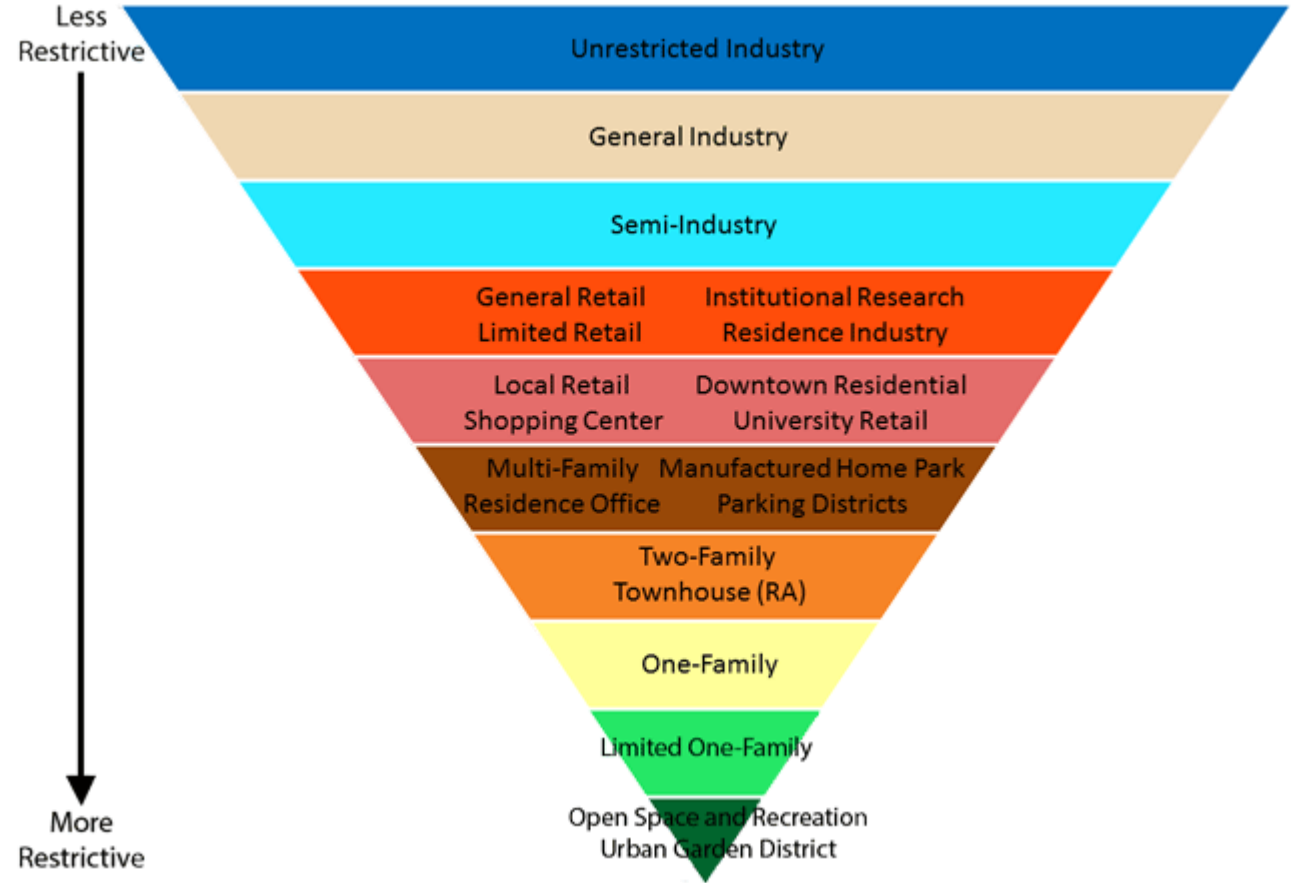 Less
Restrictive
Unrestricted Industry
General Industry
Semi-Industry
General Retail Institutional Research
Limited Retail Residence Industry
Local Retail Downtown Residential
Shopping Center University Retail
Multi-Family Manufactured Home Park
Residence Office Parking Districts
Two-Family
Townhouse (RA)
One-Family
Limited One-Family
Open Space and Recreation
Urban Garden District
More
Restrictive